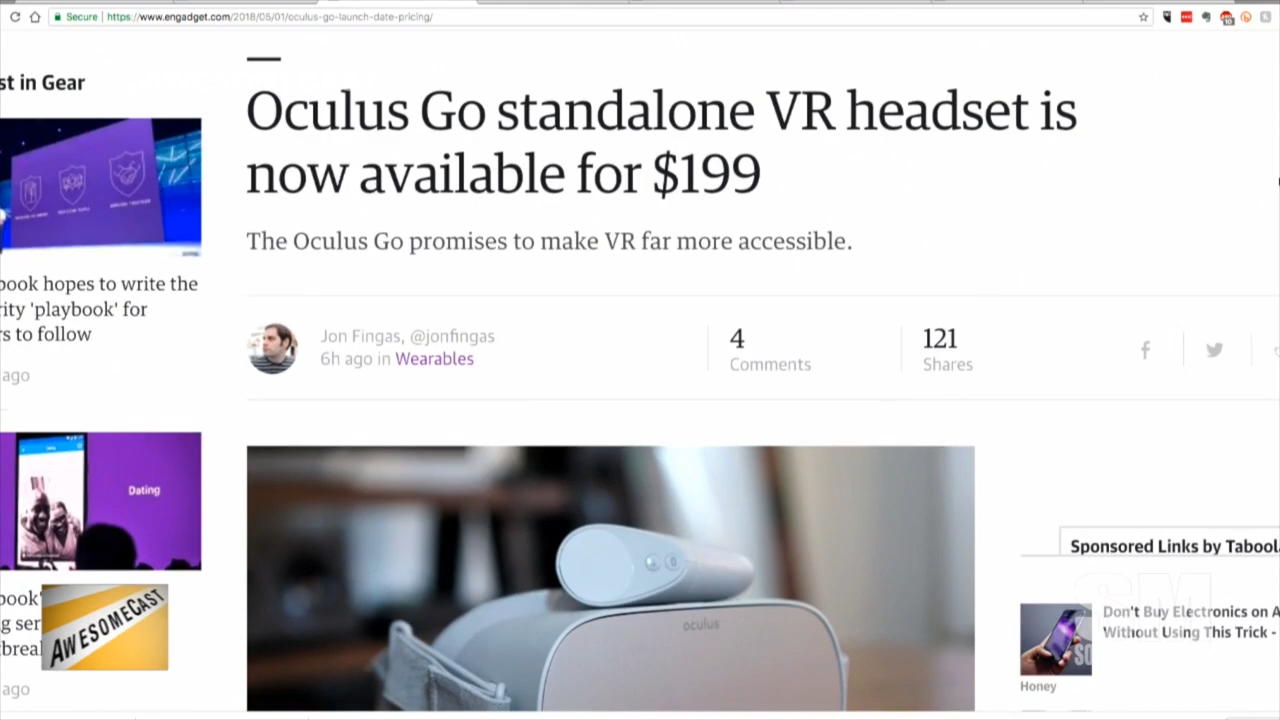 Secure | https://www.engadget.com/2018/05/01/oculus-go-launch-date-pricing/
st in Gear
Oculus Go standalone VR headset is
now available for $199
The Oculus Go promises to make VR far more accessible.
book hopes to write the
rity 'playbook' for
rs to follow
ago
Jon Fingas, @jonfingas
6h ago in Wearables
4
Comments
121
Shares
Dating
oculus
book'
g ser
tbreal
ago
AWESOMECAST
Sponsored Links by Taboola
Don't Buy Electronics on A
Without Using This Trick -
Honey
SM